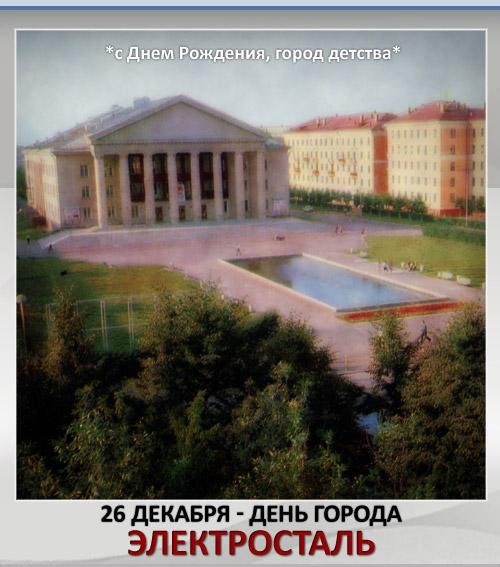 *с Днем Рождения, город детства*
26 ДЕКАБРЯ - ДЕНЬ ГОРОДА
ЭЛЕКТРОСТАЛЬ